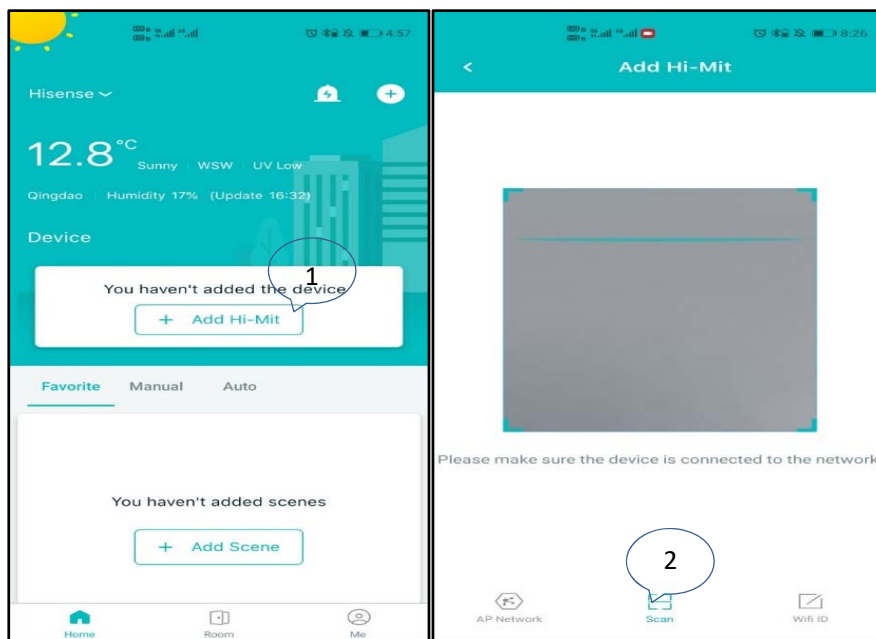 4:57
Hisense
12.8°C
Sunny WSW UV Low
Qingdao Humidity 17% (Update 16:32)
Device
1
You haven't added the device
+ Add Hi-Mit
Favorite Manual Auto
You haven't added scenes
+ Add Scene
Home Room Me
8:26
< Add Hi-Mit
Please make sure the device is connected to the network
2
AP Network Scan Wifi ID